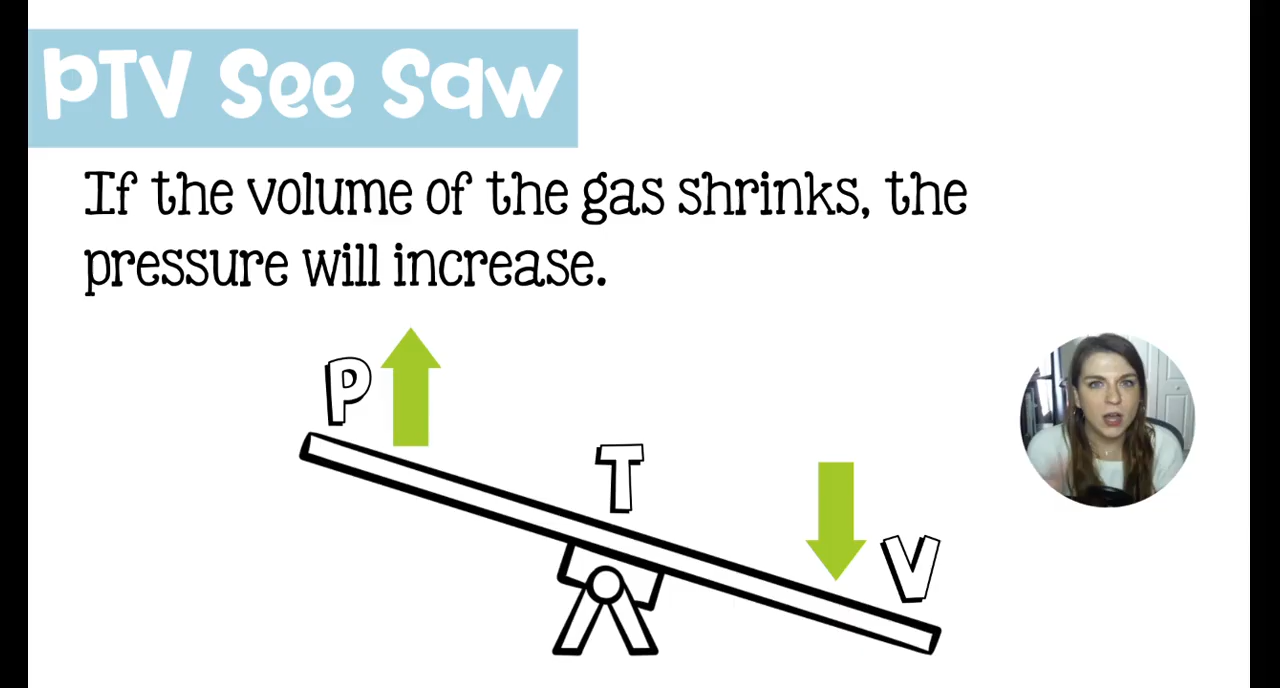 PTV See Saw
If the volume of the gas shrinks, the
pressure will increase.
P
T
V